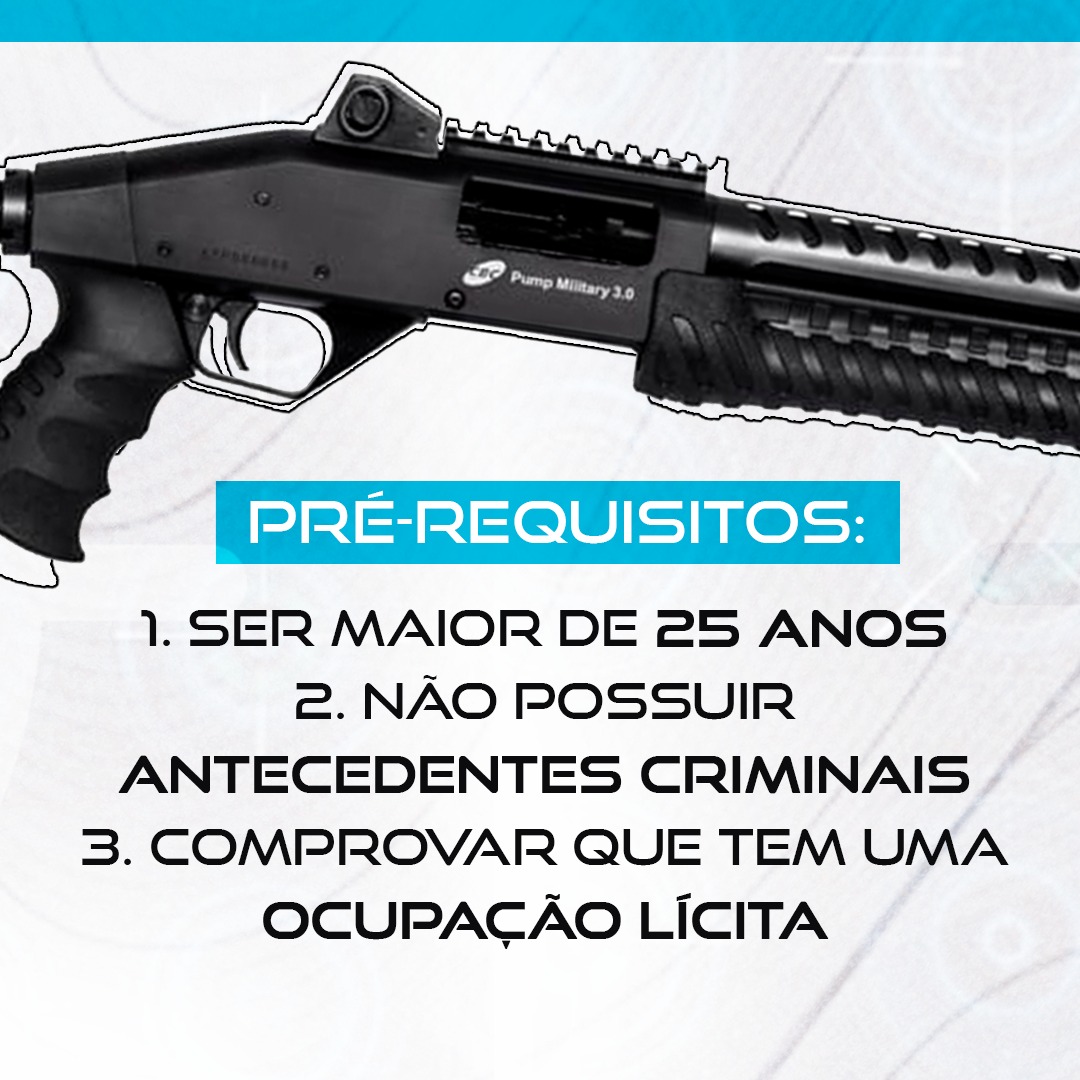 CBC Pump Military 3.0
PRÉ-REQUISITOS:
1. SER MAIOR DE 25 ANOS
2. NÃO POSSUIR
ANTECEDENTES CRIMINAIS
3. COMPROVAR QUE TEM UMA
OCUPAÇÃO LÍCITA